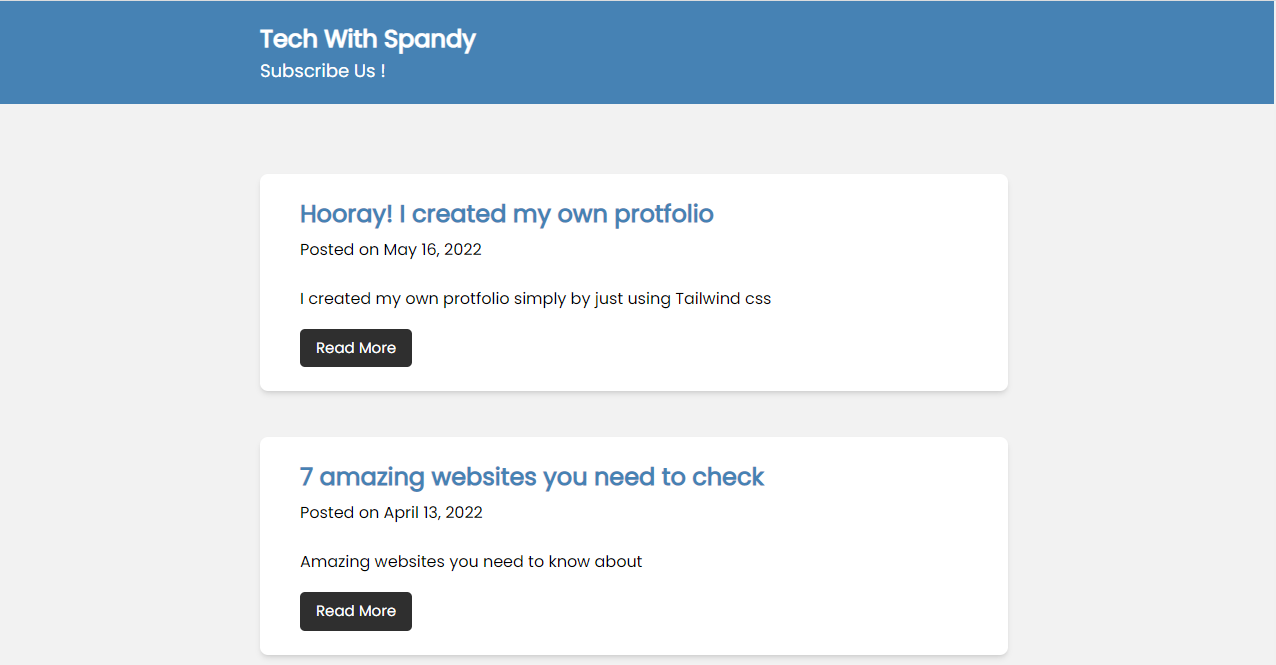 Tech With Spandy
Subscribe Us !
Hooray! I created my own protfolio
Posted on May 16, 2022
I created my own protfolio simply by just using Tailwind css
Read More
7 amazing websites you need to check
Posted on April 13, 2022
Amazing websites you need to know about
Read More